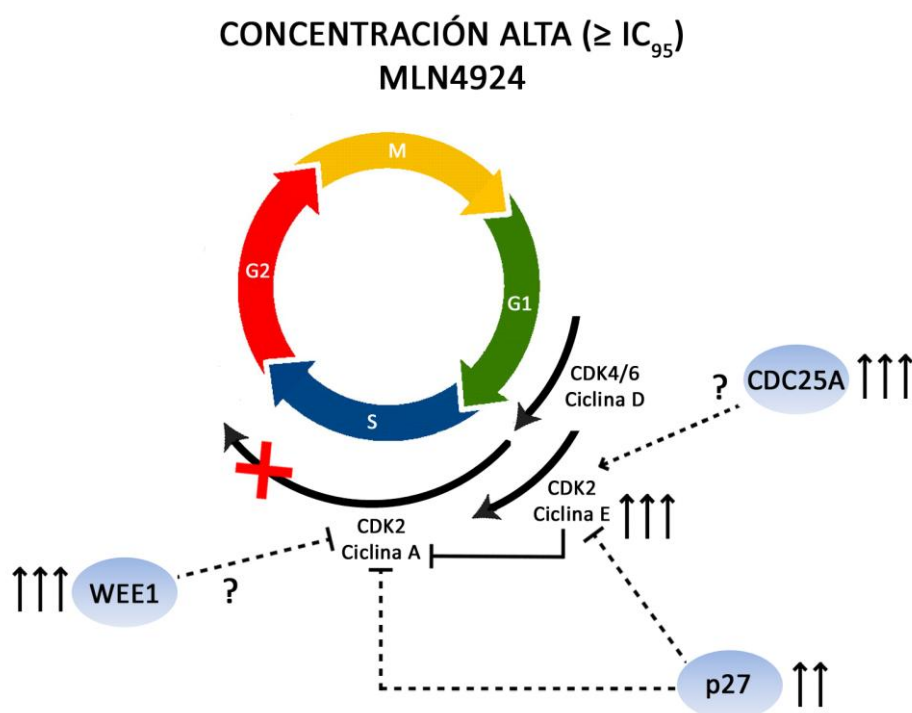 CONCENTRACIÓN ALTA (≥ IC95)
MLN4924
M
G2
G1
S
CDK4/6
Ciclina D
?
CDC25A
CDK2
Ciclina E
CDK2
Ciclina A
WEE1
?
p27